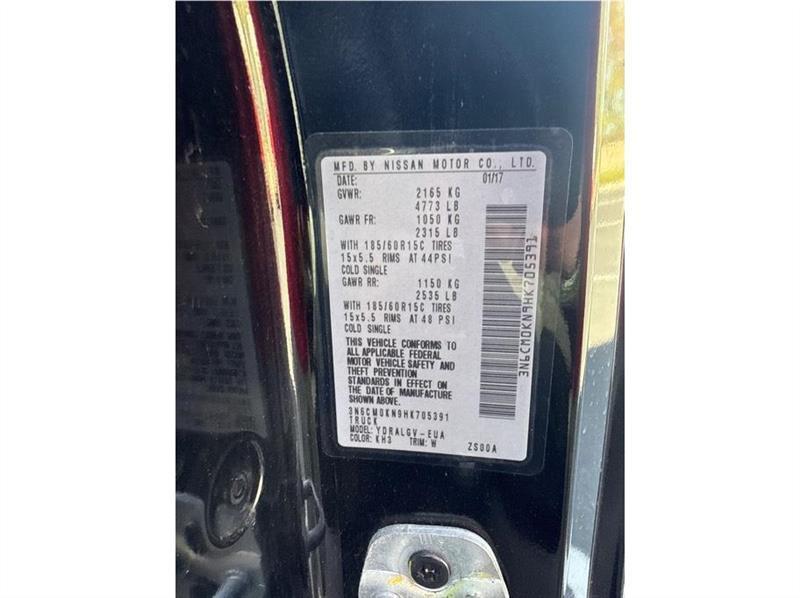 MFD. BY NISSAN MOTOR CO., LTD.
DATE: 01/17
GVWR: 2165 KG
4773 LB
GAWR FR: 1050 KG
2315 LB
WITH 185/60R15C TIRES
15x5.5 RIMS AT 44PSI
COLD SINGLE
GAWR RR: 1150 KG
2535 LB
WITH 185/60R15C TIRES
15x5.5 RIMS AT 48 PSI
COLD SINGLE
THIS VEHICLE CONFORMS TO
ALL APPLICABLE FEDERAL
MOTOR VEHICLE SAFETY AND
THEFT PREVENTION
STANDARDS IN EFFECT ON
THE DATE OF MANUFACTURE
SHOWN ABOVE.
3N6CM0KN9HK705391
TRUCK
MODEL: YDRALGV-EUA
COLOR: KH3 TRIM: W ZS00A
3N6CM0KN9HK705391